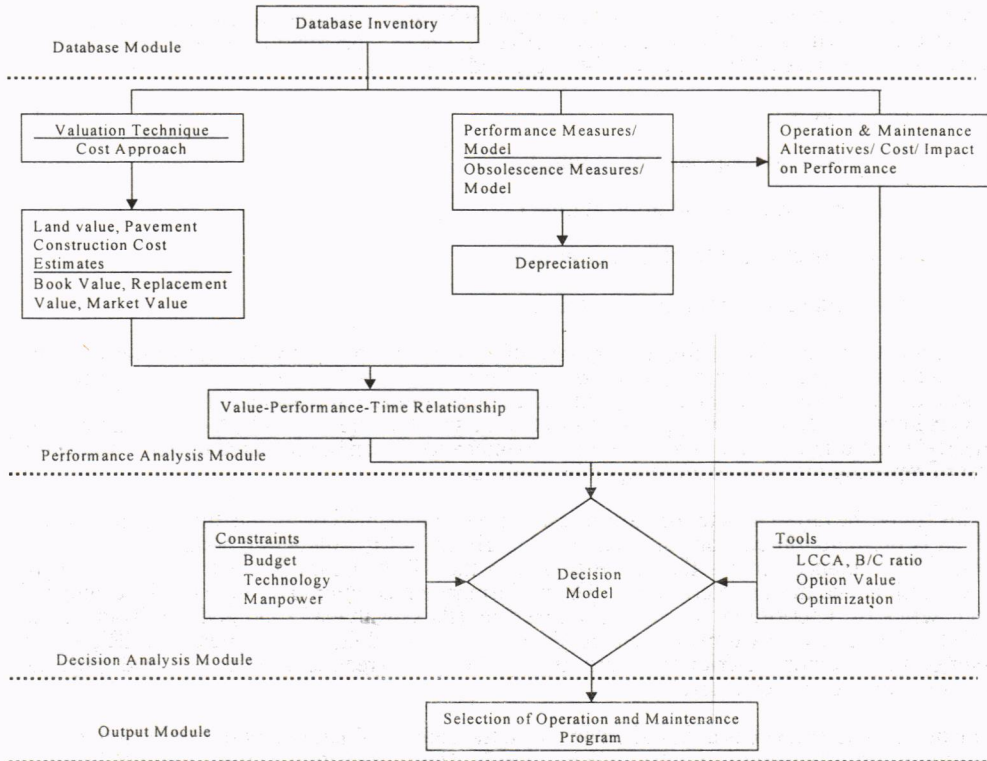 Database Inventory
Database Module
Valuation Technique
Cost Approach
Performance Measures/
Model
Obsolescence Measures/
Model
Operation & Maintenance
Alternatives/ Cost/ Impact
on Performance
Land value, Pavement
Construction Cost
Estimates
Book Value, Replacement
Value, Market Value
Depreciation
Value-Performance-Time Relationship
Performance Analysis Module
Constraints
Budget
Technology
Manpower
Decision
Model
Tools
LCCA, B/C ratio
Option Value
Optimization
Decision Analysis Module
Selection of Operation and Maintenance
Program
Output Module